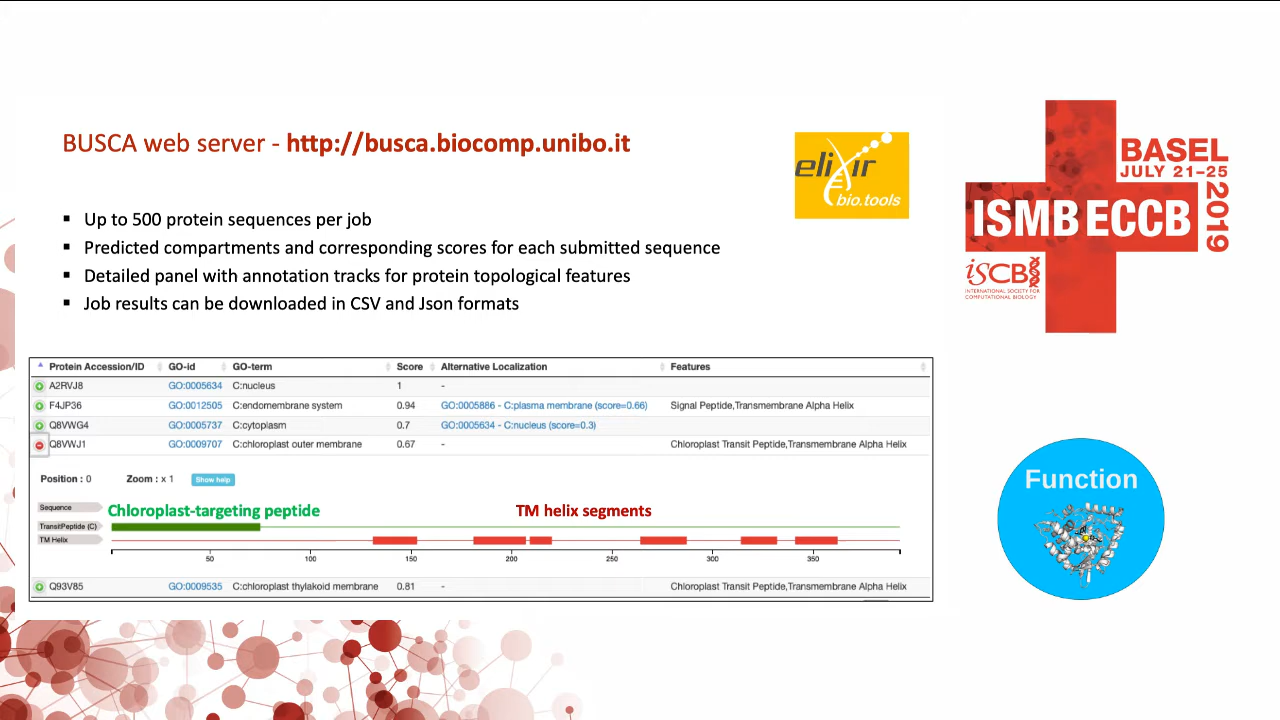 BUSCA web server - http://busca.biocomp.unibo.it
elixir
bio.tools
Up to 500 protein sequences per job
Predicted compartments and corresponding scores for each submitted sequence
Detailed panel with annotation tracks for protein topological features
Job results can be downloaded in CSV and Json formats
Protein Accession/ID GO-id GO-term Score Alternative Localization Features
A2RVJ8 GO:0005634 C:nucleus 1 -
F4JP36 GO:0012505 C:endomembrane system 0.94 GO:0005886 - C:plasma membrane (score=0.66) Signal Peptide,Transmembrane Alpha Helix
Q8VWG4 GO:0005737 C:cytoplasm 0.7 GO:0005634 - C:nucleus (score=0.3)
Q8VWJ1 GO:0009707 C:chloroplast outer membrane 0.67 - Chloroplast Transit Peptide,Transmembrane Alpha Helix
Position : 0 Zoom : x 1 Show help
Sequence Chloroplast-targeting peptide TM helix segments
TransitPeptide (C)
TM Helix
50 100 150 200 250 300 350
Q93V85 GO:0009535 C:chloroplast thylakoid membrane 0.81 - Chloroplast Transit Peptide,Transmembrane Alpha Helix
BASEL
JULY 21–25
2019
ISMB ECCB
iSCB
INTERNATIONAL SOCIETY FOR
COMPUTATIONAL BIOLOGY
Function